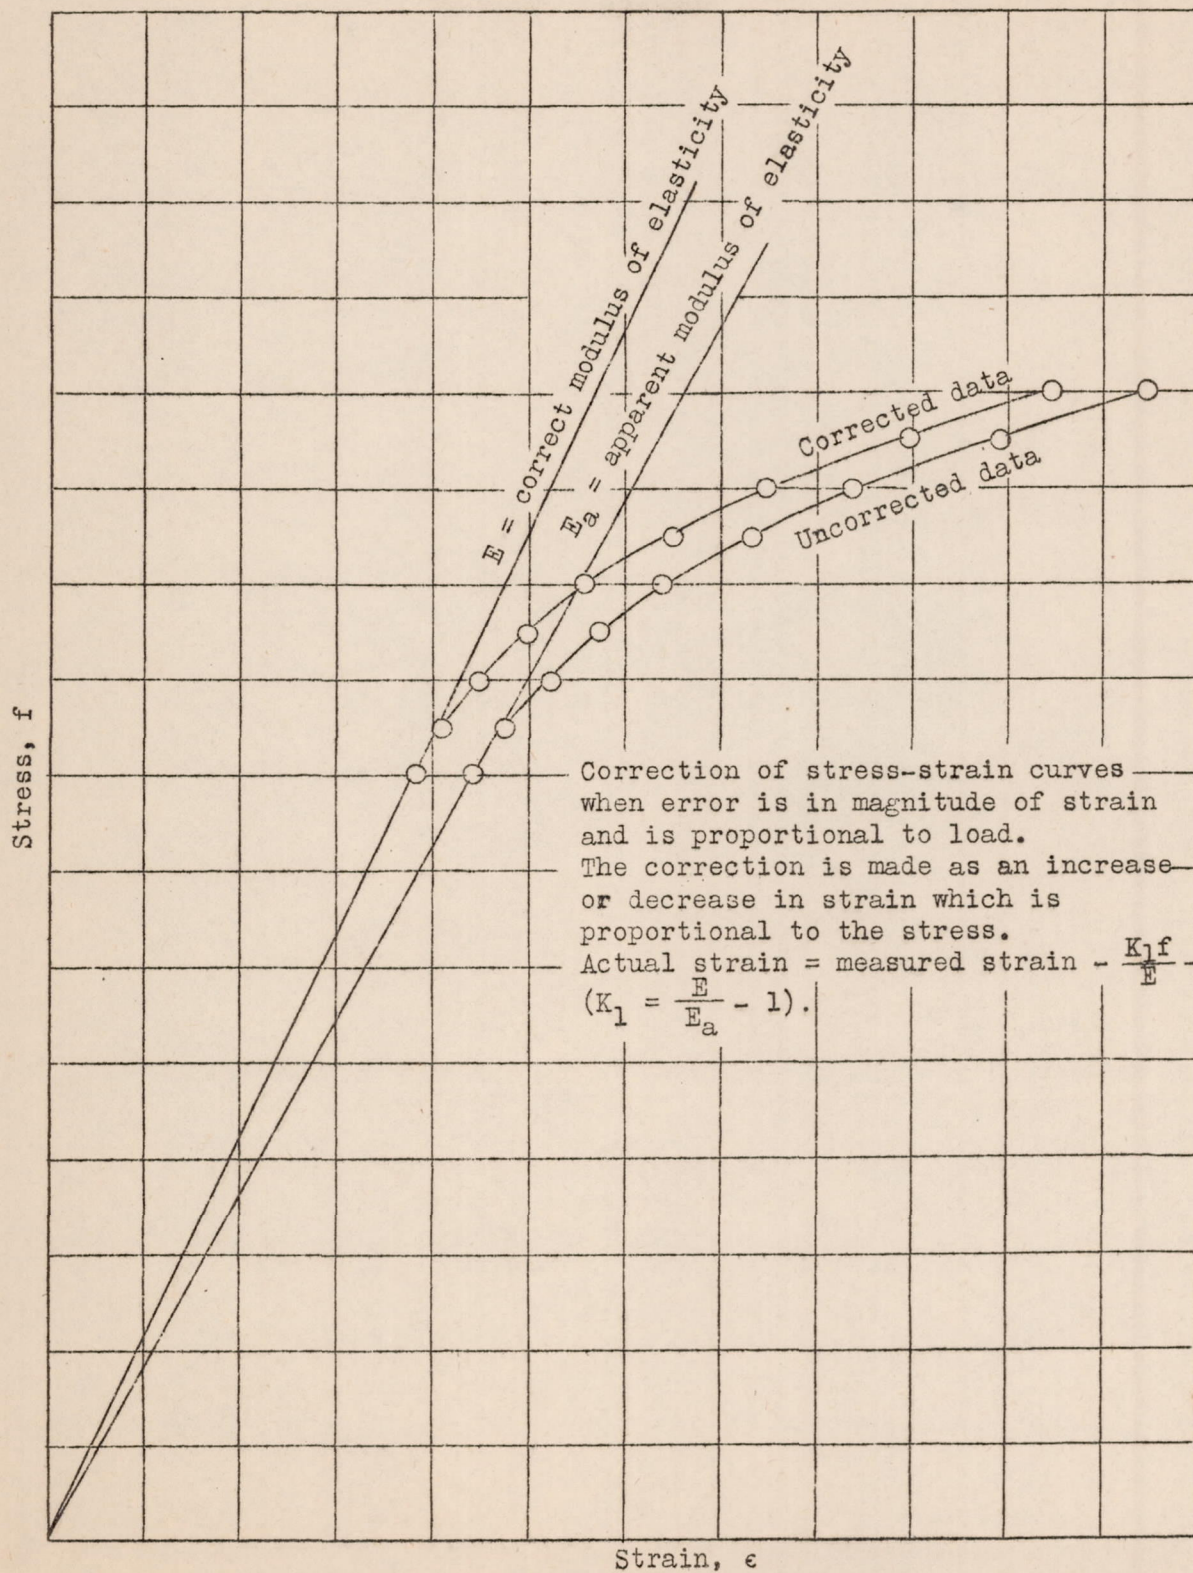 E = correct modulus of elasticity
Eₐ = apparent modulus of elasticity
Corrected data
Uncorrected data
Stress, f
Correction of stress-strain curves
when error is in magnitude of strain
and is proportional to load.
The correction is made as an increase
or decrease in strain which is
proportional to the stress.
Actual strain = measured strain - K₁f/E
(K₁ = E/Eₐ - 1).
Strain, ϵ